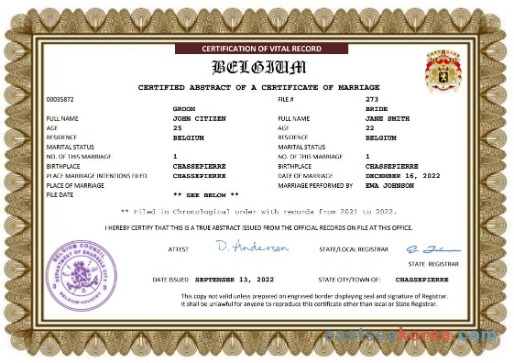 CERTIFICATION OF VITAL RECORD
BELGIUM
CERTIFIED ABSTRACT OF A CERTIFICATE OF MARRIAGE
00035872 FILE # 273
GROOM BRIDE
FULL NAME JOHN CITIZEN FULL NAME JANE SMITH
AGE 25 AGE 22
RESIDENCE BELGIUM RESIDENCE BELGIUM
MARITAL STATUS MARITAL STATUS
NO. OF THIS MARRIAGE 1 NO. OF THIS MARRIAGE 1
BIRTHPLACE CHASSEPIERRE BIRTHPLACE CHASSEPIERRE
PLACE MARRIAGE INTENTIONS FILED CHASSEPIERRE DATE OF MARRIAGE DECEMBER 16, 2022
PLACE OF MARRIAGE MARRIAGE PERFORMED BY EWA JOHNSON
FILE DATE ** SEE BELOW **
** Filed in Chronological order with records from 2021 to 2022.
I HEREBY CERTIFY THAT THIS IS A TRUE ABSTRACT ISSUED FROM THE OFFICIAL RECORDS ON FILE AT THIS OFFICE.
ATTEST D. Andersen STATE/LOCAL REGISTRAR
STATE REGISTRAR
DATE ISSUED SEPTEMBER 13, 2022 STATE CITY/TOWN OF: CHASSEPIERRE
This copy not valid unless prepared on engraved border displaying seal and signature of Registrar.
It shall be unlawful for anyone to reproduce this certificate other than local or State Registrar.
BELGIUM COUNCIL
BELGIUM COUNTRY